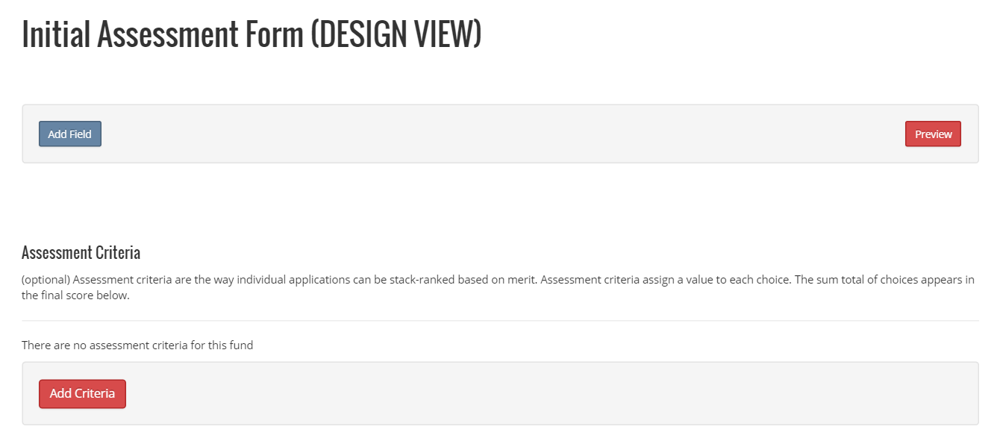 Initial Assessment Form (DESIGN VIEW)
Add Field
Preview
Assessment Criteria
(optional) Assessment criteria are the way individual applications can be stack-ranked based on merit. Assessment criteria assign a value to each choice. The sum total of choices appears in
the final score below.
There are no assessment criteria for this fund
Add Criteria